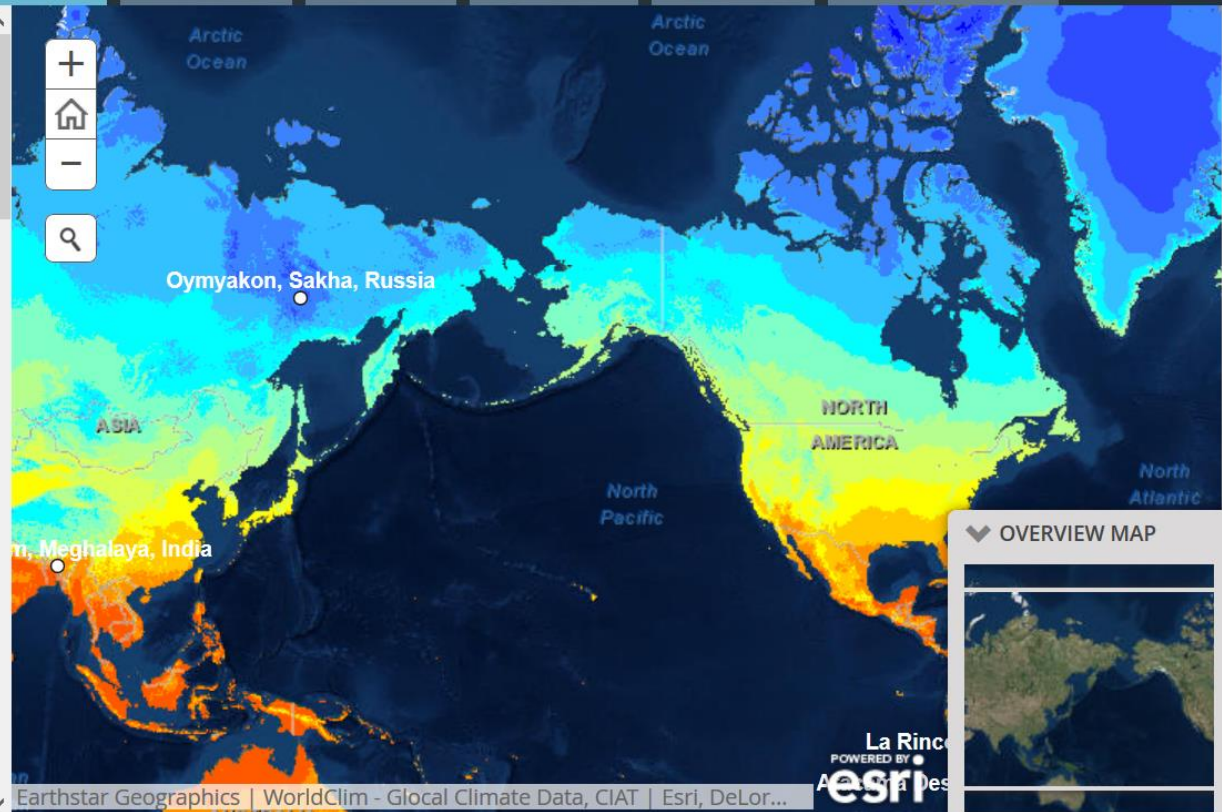 Arctic
Ocean
Arctic
Ocean
+
−
Oymyakon, Sakha, Russia
ASIA
NORTH
AMERICA
North
Pacific
North
Atlantic
Meghalaya, India
OVERVIEW MAP
La Rinc
POWERED BY
esri
Earthstar Geographics | WorldClim - Glocal Climate Data, CIAT | Esri, DeLor...